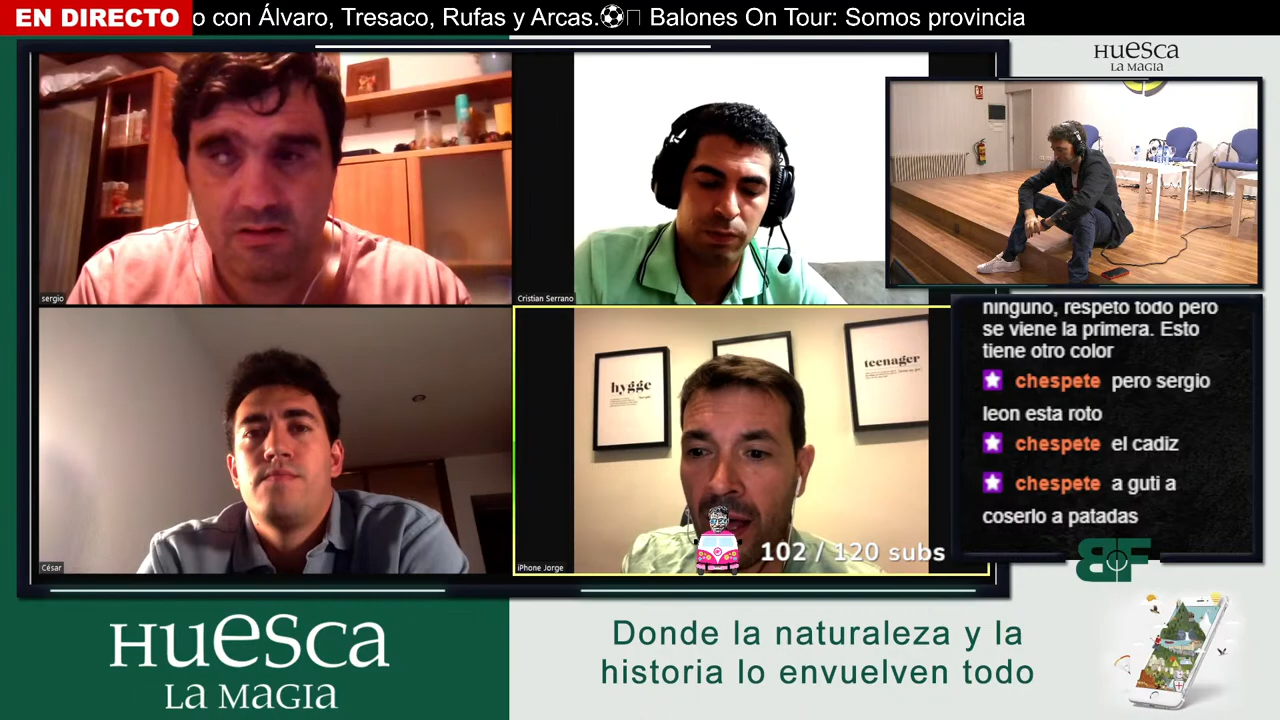 EN DIRECTO
o con Álvaro, Tresaco, Rufas y Arcas.⚽ Balones On Tour: Somos provincia
HUESCA
LA MAGIA
sergio
Cristian Serrano
ninguno, respeto todo pero
se viene la primera. Esto
tiene otro color
chespete pero sergio
leon esta roto
chespete el cadiz
chespete a guti a
coserlo a patadas
hygge
teenager
102 / 120 subs
César
iPhone Jorge
BF
HUESCA
LA MAGIA
Donde la naturaleza y la
historia lo envuelven todo